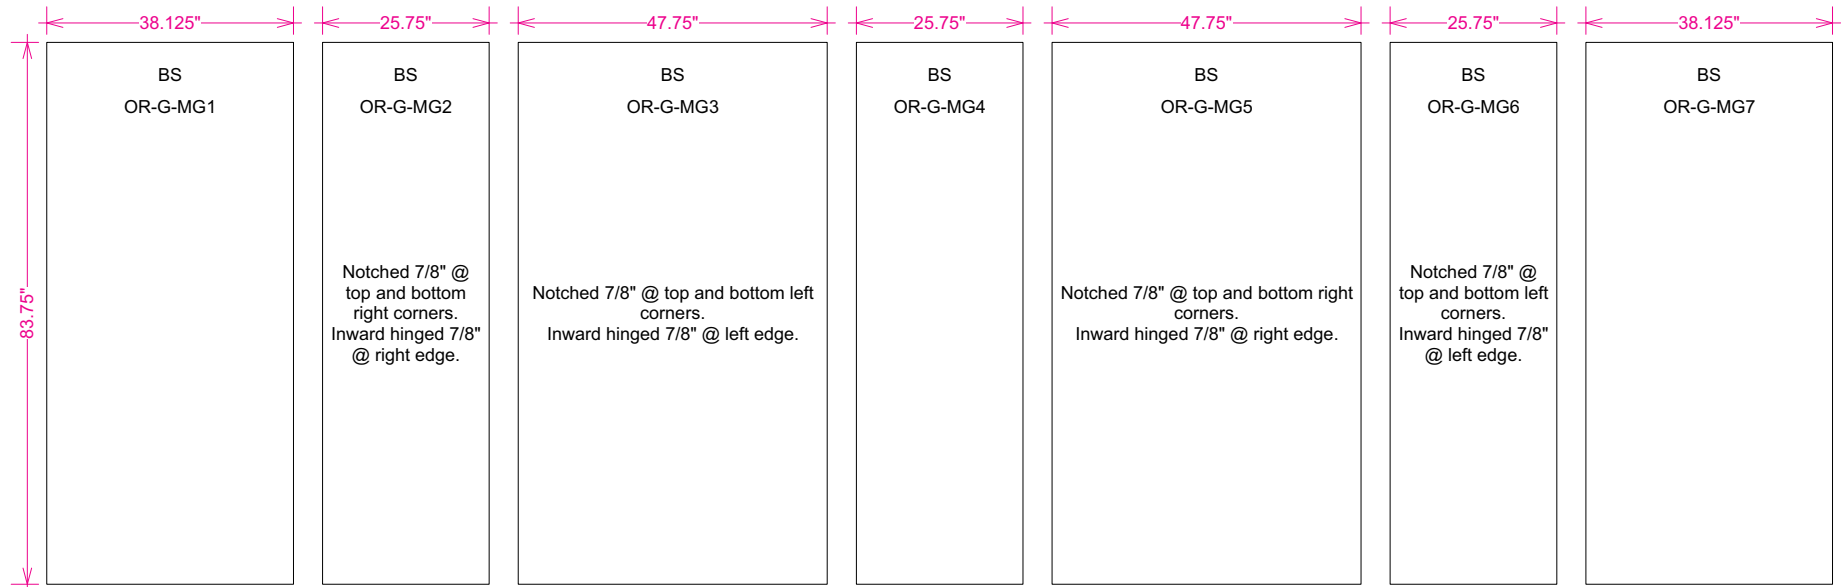 38.125"
25.75"
47.75"
25.75"
47.75"
25.75"
38.125"
83.75"
BS
OR-G-MG1
BS
OR-G-MG2
Notched 7/8" @
top and bottom
right corners.
Inward hinged 7/8"
@ right edge.
BS
OR-G-MG3
Notched 7/8" @ top and bottom left
corners.
Inward hinged 7/8" @ left edge.
BS
OR-G-MG4
BS
OR-G-MG5
Notched 7/8" @ top and bottom right
corners.
Inward hinged 7/8" @ right edge.
BS
OR-G-MG6
Notched 7/8" @
top and bottom left
corners.
Inward hinged 7/8"
@ left edge.
BS
OR-G-MG7